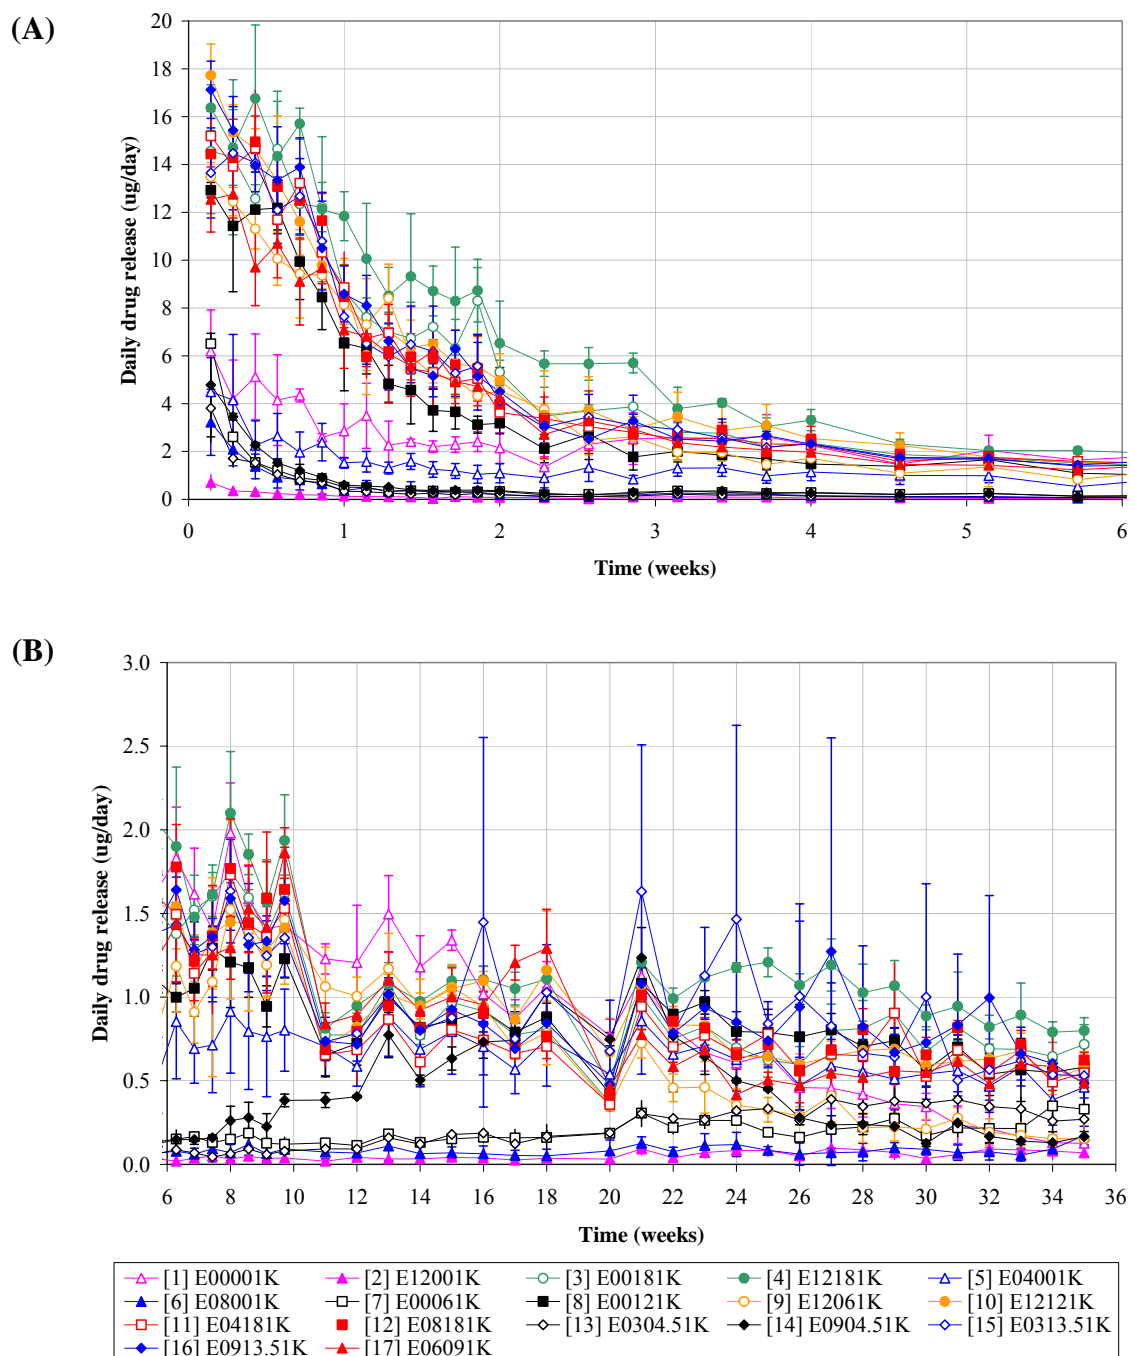 (A)
20
18
16
14
12
10
8
6
4
2
0
Daily drug release (ug/day)
0 1 2 3 4 5 6
Time (weeks)
(B)
3.0
2.5
2.0
1.5
1.0
0.5
0.0
Daily drug release (ug/day)
6 8 10 12 14 16 18 20 22 24 26 28 30 32 34 36
Time (weeks)
[1] E00001K [2] E12001K [3] E00181K [4] E12181K [5] E04001K
[6] E08001K [7] E00061K [8] E00121K [9] E12061K [10] E12121K
[11] E04181K [12] E08181K [13] E0304.51K [14] E0904.51K [15] E0313.51K
[16] E0913.51K [17] E06091K